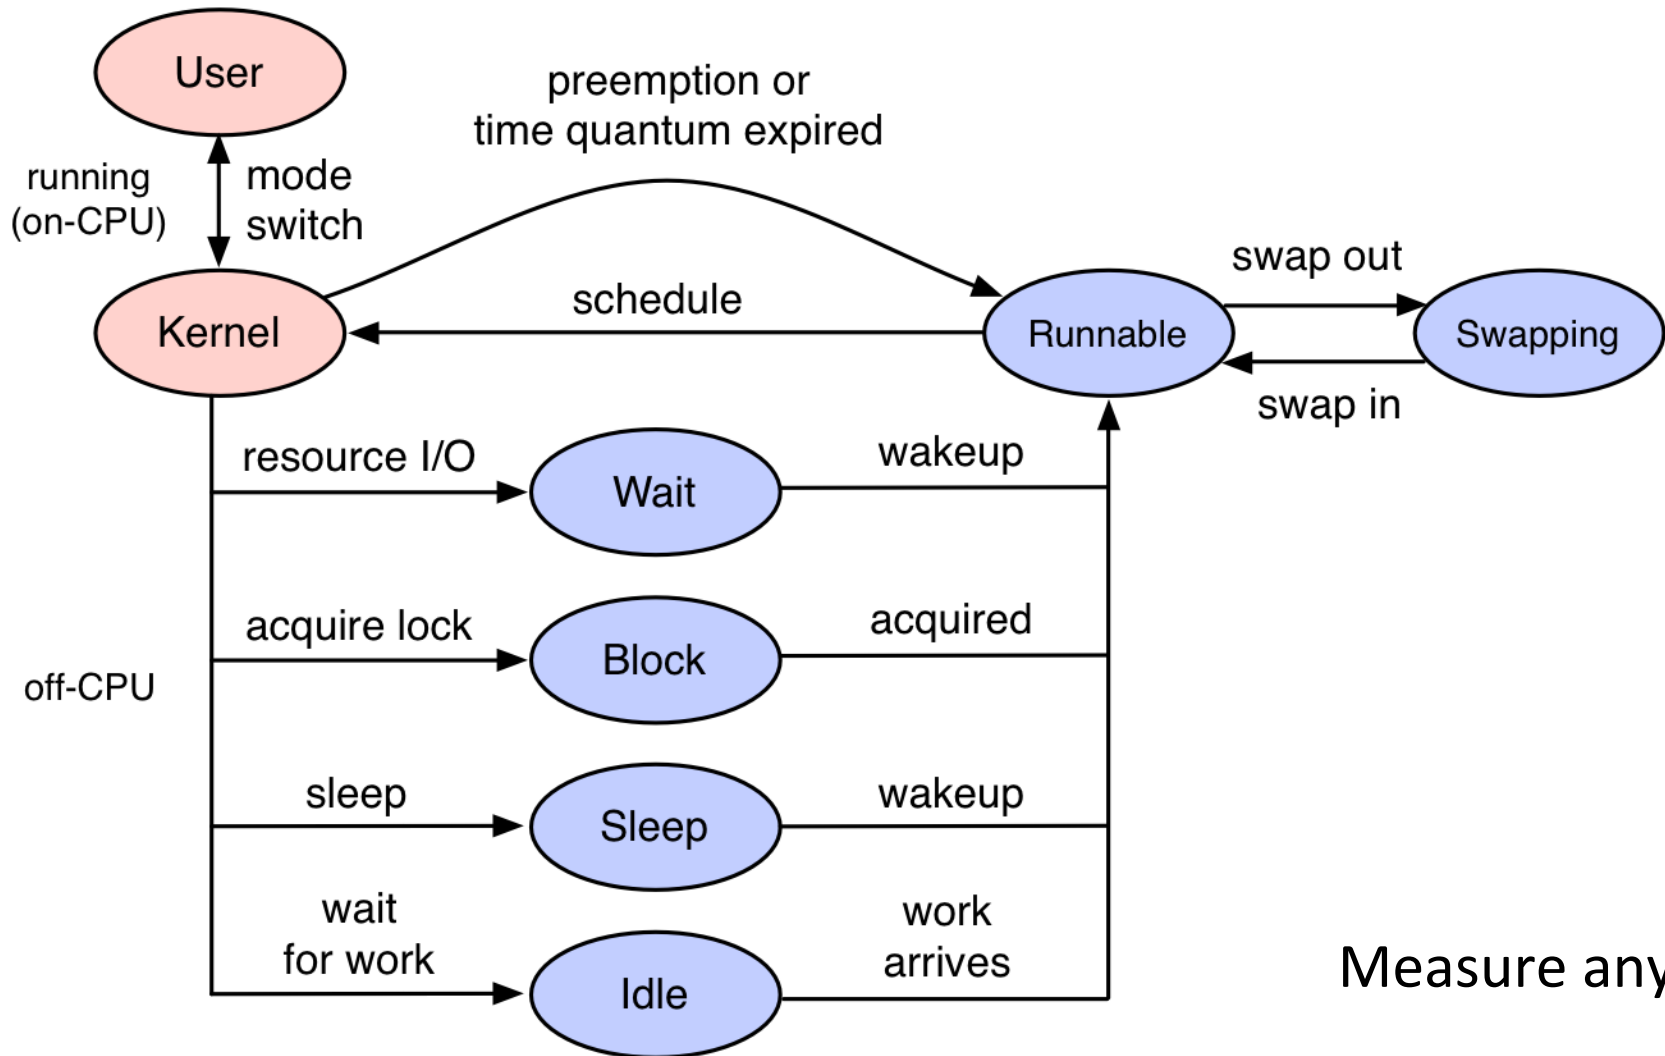 User
preemption or
time quantum expired
running
(on-CPU)
mode
switch
swap out
schedule
Kernel
Runnable
Swapping
swap in
resource I/O
Wait
wakeup
acquire lock
Block
acquired
off-CPU
sleep
Sleep
wakeup
wait
for work
Idle
work
arrives
Measure any